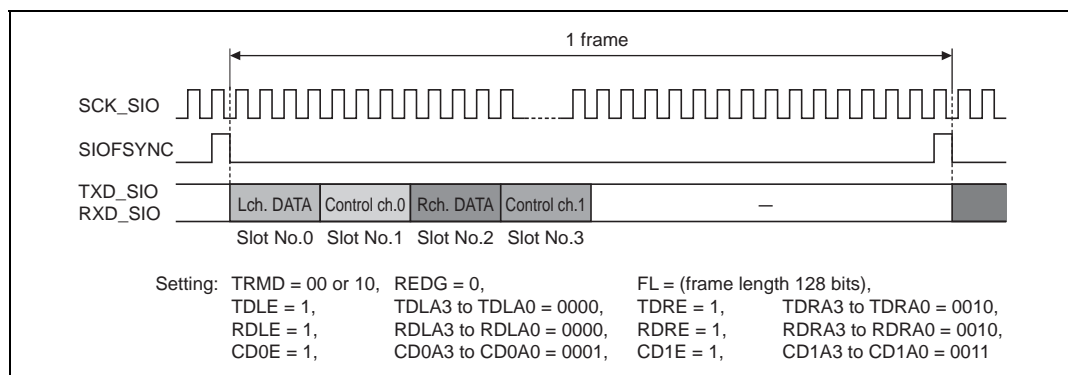 1 frame
SCK_SIO
SIOFSYNC
TXD_SIO
RXD_SIO
Lch. DATA Control ch.0 Rch. DATA Control ch.1 —
Slot No.0 Slot No.1 Slot No.2 Slot No.3
Setting: TRMD = 00 or 10, REDG = 0, FL = (frame length 128 bits),
TDLE = 1, TDLA3 to TDLA0 = 0000, TDRE = 1, TDRA3 to TDRA0 = 0010,
RDLE = 1, RDLA3 to RDLA0 = 0000, RDRE = 1, RDRA3 to RDRA0 = 0010,
CD0E = 1, CD0A3 to CD0A0 = 0001, CD1E = 1, CD1A3 to CD1A0 = 0011